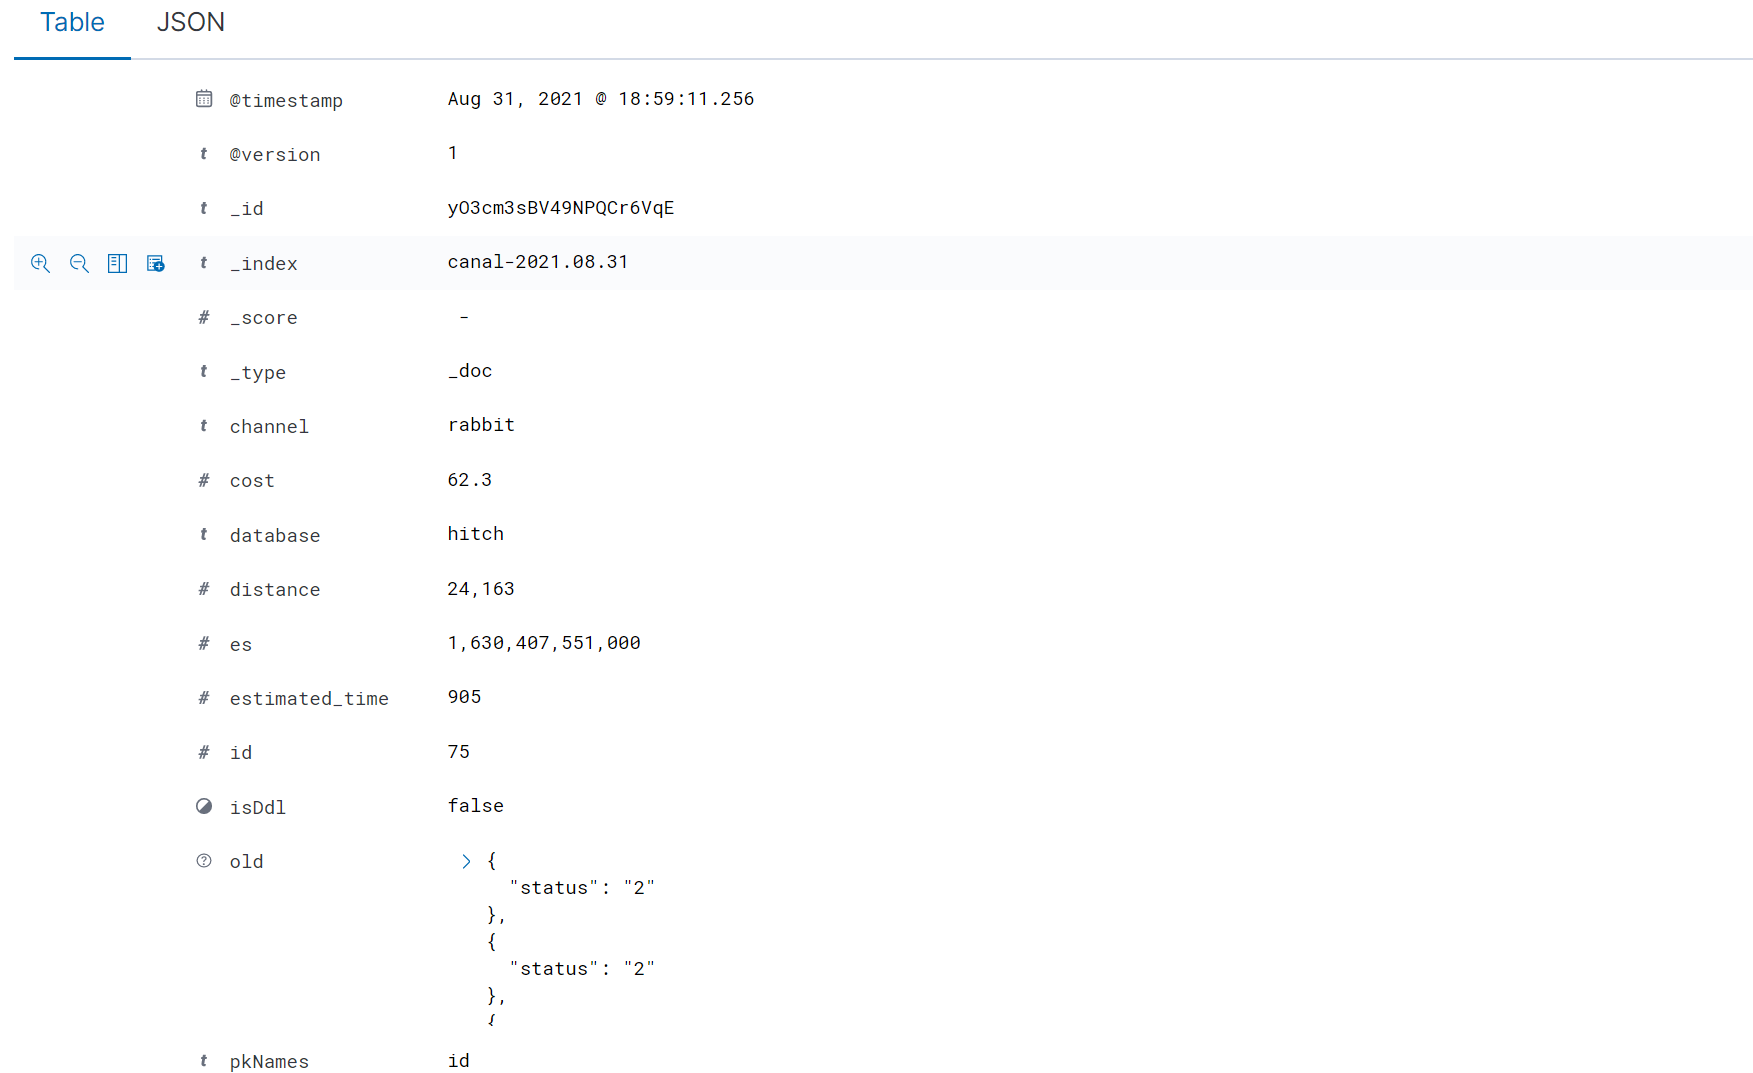 Table JSON
@timestamp Aug 31, 2021 @ 18:59:11.256
t @version 1
t _id yO3cm3sBV49NPQCr6VqE
t _index canal-2021.08.31
# _score -
t _type _doc
t channel rabbit
# cost 62.3
t database hitch
# distance 24,163
# es 1,630,407,551,000
# estimated_time 905
# id 75
isDdl false
? old > {
"status": "2"
},
{
"status": "2"
},
{
t pkNames id